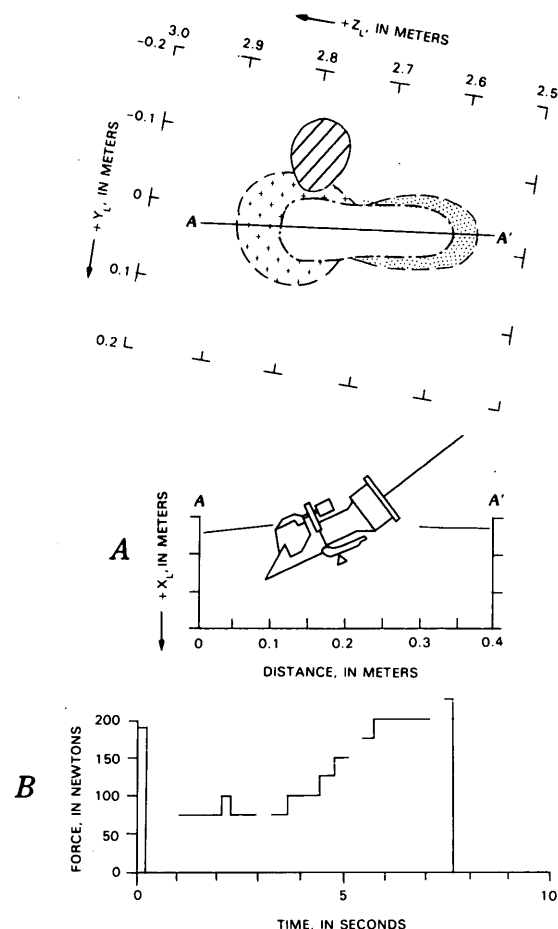 +Z_L, IN METERS
3.0 2.9 2.8 2.7 2.6 2.5
-0.2
-0.1
0
0.1
0.2
+Y_L, IN METERS
A A'
A A'
A
+X_L, IN METERS
0 0.1 0.2 0.3 0.4
DISTANCE, IN METERS
B
FORCE, IN NEWTONS
200
150
100
50
0
0 5 10
TIME, IN SECONDS